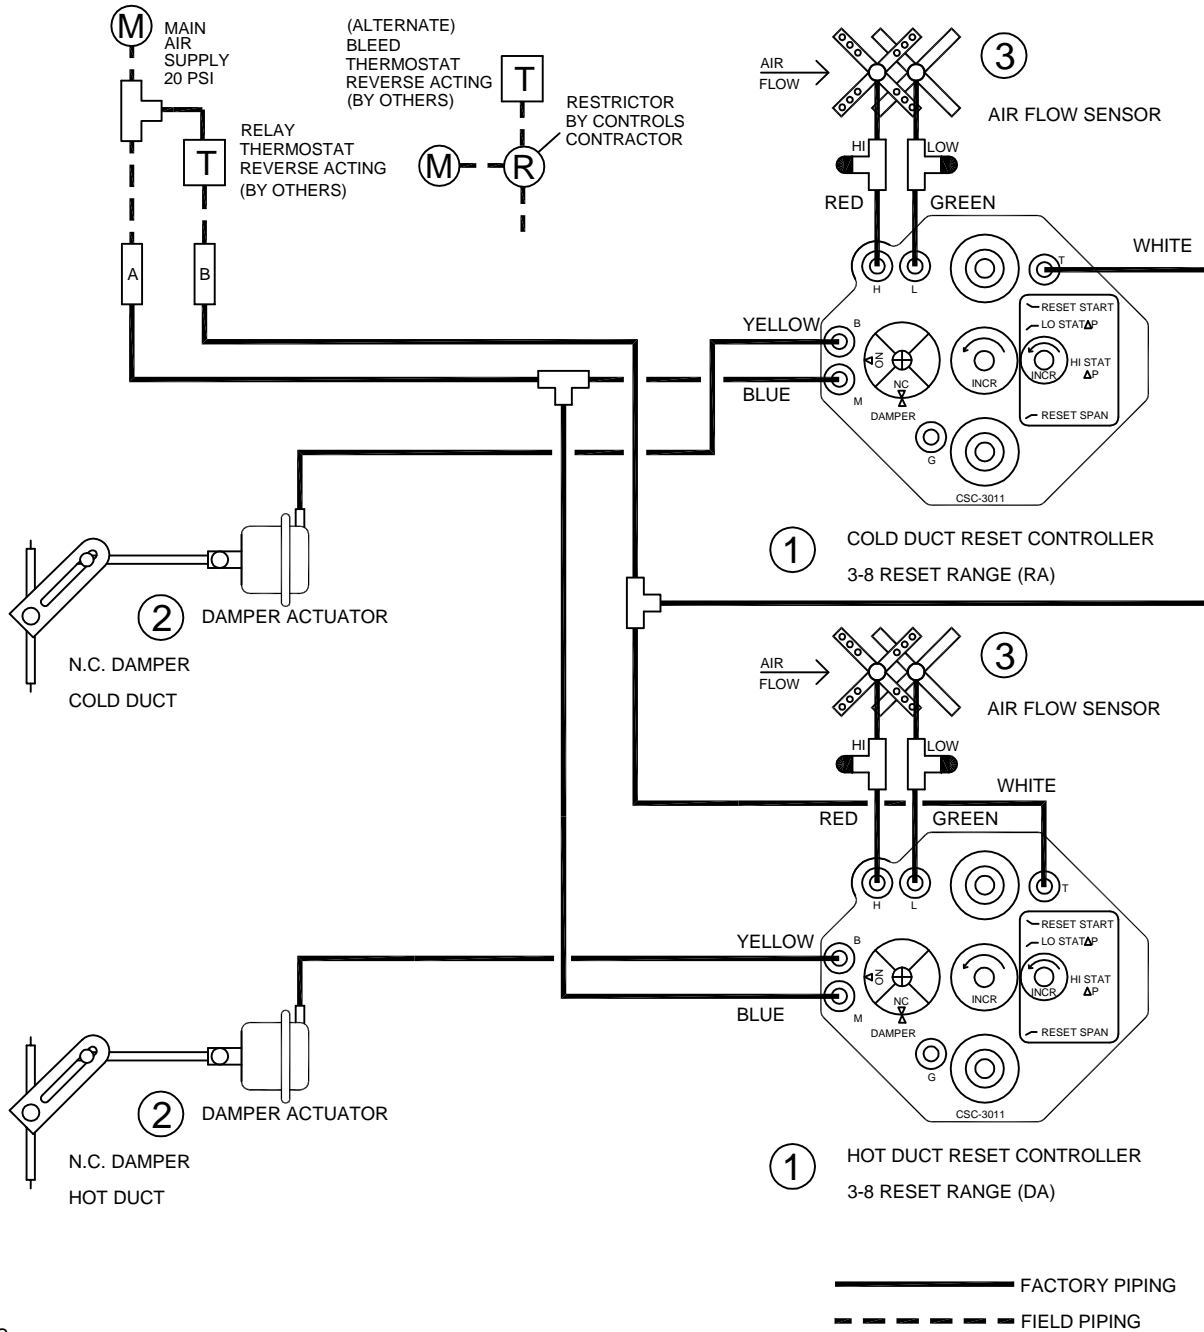 M
MAIN
AIR
SUPPLY
20 PSI
(ALTERNATE)
BLEED
THERMOSTAT
REVERSE ACTING
(BY OTHERS)
T
RESTRICTOR
BY CONTROLS
CONTRACTOR
M
R
T
RELAY
THERMOSTAT
REVERSE ACTING
(BY OTHERS)
A
B
AIR
FLOW
3
AIR FLOW SENSOR
HI
LOW
RED
GREEN
WHITE
H
L
T
YELLOW
B
BLUE
M
NO
NC
DAMPER
INCR
INCR
RESET START
LO STAT∆P
HI STAT
∆P
RESET SPAN
G
CSC-3011
1
COLD DUCT RESET CONTROLLER
3-8 RESET RANGE (RA)
2
DAMPER ACTUATOR
N.C. DAMPER
COLD DUCT
AIR
FLOW
3
AIR FLOW SENSOR
HI
LOW
WHITE
RED
GREEN
H
L
T
YELLOW
B
BLUE
M
NO
NC
DAMPER
INCR
INCR
RESET START
LO STAT∆P
HI STAT
∆P
RESET SPAN
G
CSC-3011
1
HOT DUCT RESET CONTROLLER
3-8 RESET RANGE (DA)
2
DAMPER ACTUATOR
N.C. DAMPER
HOT DUCT
FACTORY PIPING
FIELD PIPING